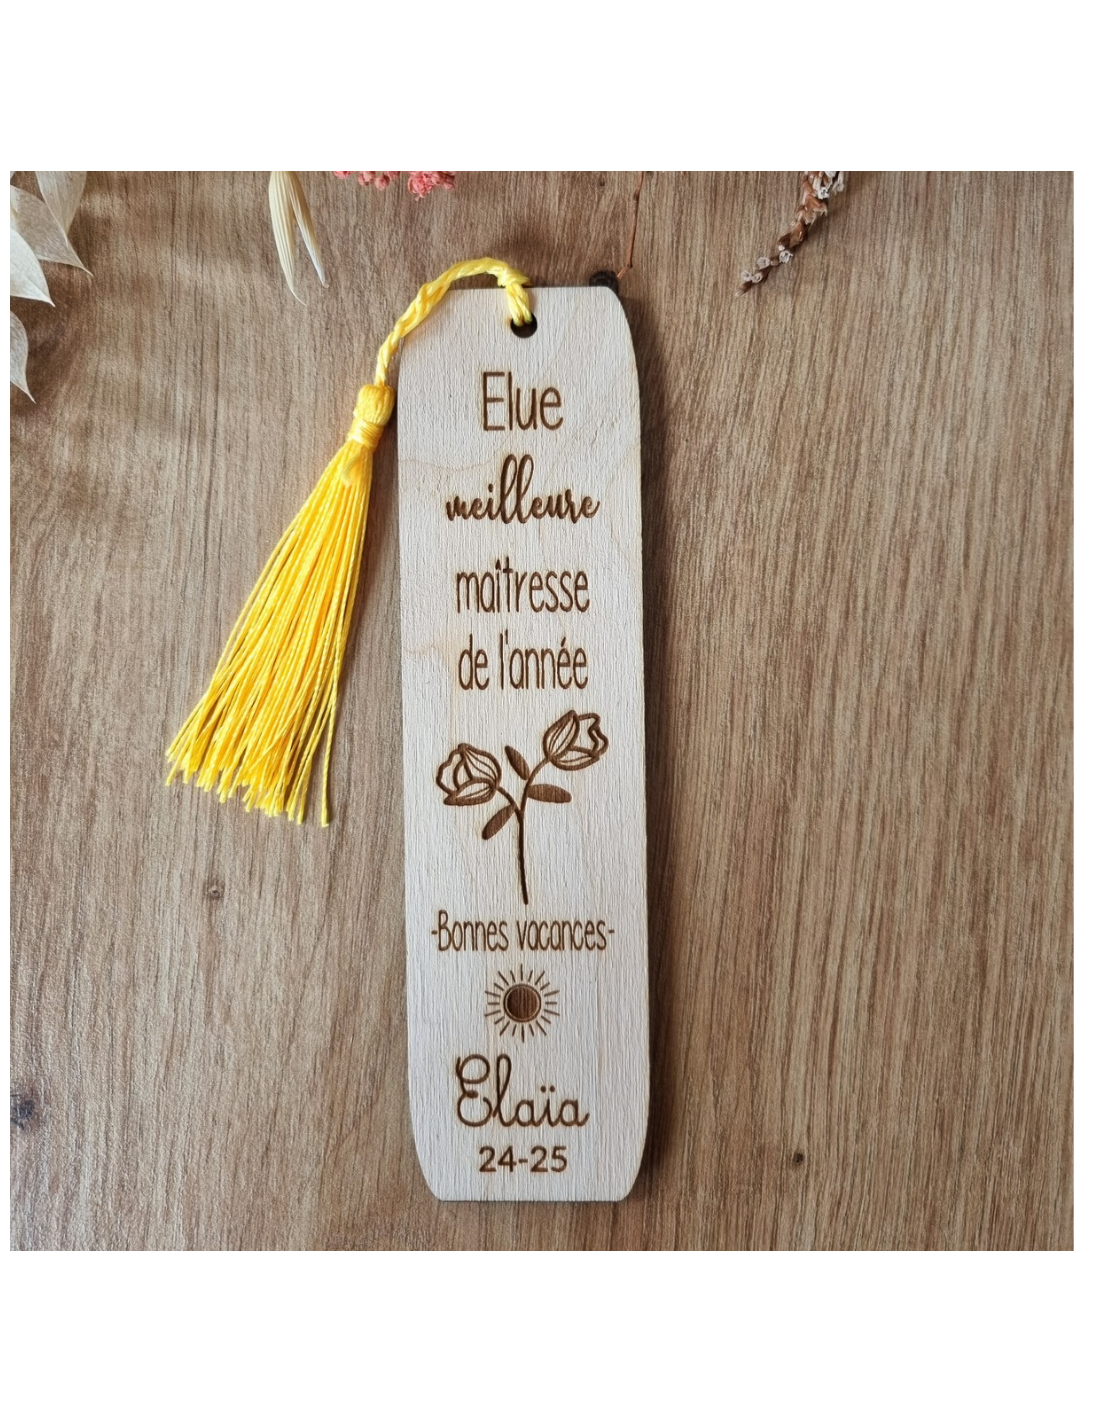 Elue
meilleure
maîtresse
de l'année
-Bonnes vacances-
Elaïa
24-25